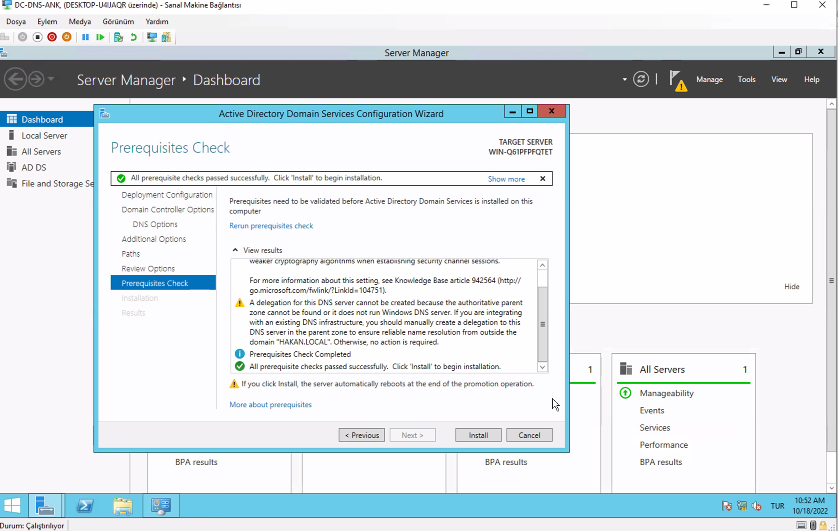 DC-DNS-ANK, (DESKTOP-U4IJAQR üzerinde) - Sanal Makine Bağlantısı
Dosya Eylem Medya Görünüm Yardım
Server Manager
Server Manager ‣ Dashboard
Manage Tools View Help
Dashboard
Local Server
All Servers
AD DS
File and Storage Se
Active Directory Domain Services Configuration Wizard
Prerequisites Check
TARGET SERVER
WIN-Q61PFPFQTET
All prerequisite checks passed successfully. Click 'Install' to begin installation.
Show more
Deployment Configuration
Domain Controller Options
DNS Options
Additional Options
Paths
Review Options
Prerequisites Check
Installation
Results
Prerequisites need to be validated before Active Directory Domain Services is installed on this
computer
Rerun prerequisites check
View results
weaker cryptography algorithms when establishing security channel sessions.
For more information about this setting, see Knowledge Base article 942564 (http://
go.microsoft.com/fwlink/?LinkId=104751).
A delegation for this DNS server cannot be created because the authoritative parent
zone cannot be found or it does not run Windows DNS server. If you are integrating
with an existing DNS infrastructure, you should manually create a delegation to this
DNS server in the parent zone to ensure reliable name resolution from outside the
domain "HAKAN.LOCAL". Otherwise, no action is required.
Prerequisites Check Completed
All prerequisite checks passed successfully. Click 'Install' to begin installation.
If you click Install, the server automatically reboots at the end of the promotion operation.
More about prerequisites
< Previous
Next >
Install
Cancel
Hide
1
All Servers 1
Manageability
Events
Services
Performance
BPA results
BPA results
BPA results
TUR
10:52 AM
10/18/2022
Durum: Çalıştırılıyor